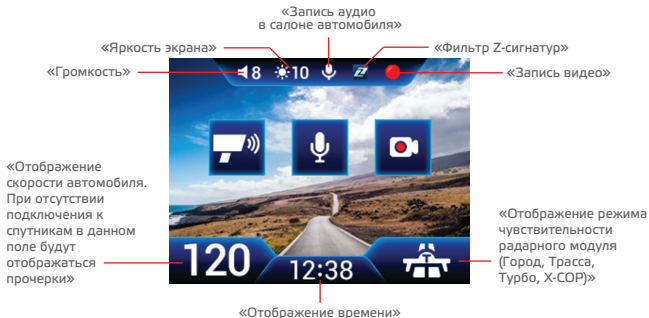 «Запись аудио
в салоне автомобиля»
«Яркость экрана»
«Фильтр Z-сигнатур»
«Громкость»
8 10 Z
«Запись видео»
«Отображение
скорости автомобиля.
При отсутствии
подключения к
спутникам в данном
поле будут
отображаться
прочерки»
«Отображение режима
чувствительности
радарного модуля
(Город, Трасса,
Турбо, X-COP)»
120
12:38
«Отображение времени»